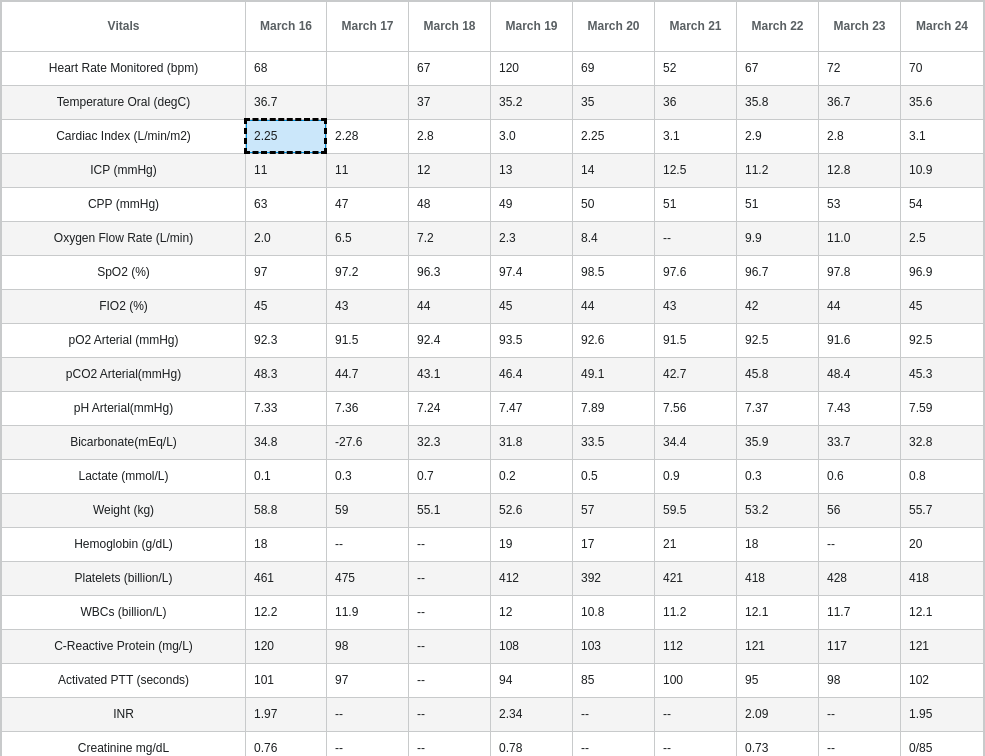 Vitals March 16 March 17 March 18 March 19 March 20 March 21 March 22 March 23 March 24
Heart Rate Monitored (bpm) 68 67 120 69 52 67 72 70
Temperature Oral (degC) 36.7 37 35.2 35 36 35.8 36.7 35.6
Cardiac Index (L/min/m2) 2.25 2.28 2.8 3.0 2.25 3.1 2.9 2.8 3.1
ICP (mmHg) 11 11 12 13 14 12.5 11.2 12.8 10.9
CPP (mmHg) 63 47 48 49 50 51 51 53 54
Oxygen Flow Rate (L/min) 2.0 6.5 7.2 2.3 8.4 -- 9.9 11.0 2.5
SpO2 (%) 97 97.2 96.3 97.4 98.5 97.6 96.7 97.8 96.9
FIO2 (%) 45 43 44 45 44 43 42 44 45
pO2 Arterial (mmHg) 92.3 91.5 92.4 93.5 92.6 91.5 92.5 91.6 92.5
pCO2 Arterial(mmHg) 48.3 44.7 43.1 46.4 49.1 42.7 45.8 48.4 45.3
pH Arterial(mmHg) 7.33 7.36 7.24 7.47 7.89 7.56 7.37 7.43 7.59
Bicarbonate(mEq/L) 34.8 -27.6 32.3 31.8 33.5 34.4 35.9 33.7 32.8
Lactate (mmol/L) 0.1 0.3 0.7 0.2 0.5 0.9 0.3 0.6 0.8
Weight (kg) 58.8 59 55.1 52.6 57 59.5 53.2 56 55.7
Hemoglobin (g/dL) 18 -- -- 19 17 21 18 -- 20
Platelets (billion/L) 461 475 -- 412 392 421 418 428 418
WBCs (billion/L) 12.2 11.9 -- 12 10.8 11.2 12.1 11.7 12.1
C-Reactive Protein (mg/L) 120 98 -- 108 103 112 121 117 121
Activated PTT (seconds) 101 97 -- 94 85 100 95 98 102
INR 1.97 -- -- 2.34 -- -- 2.09 -- 1.95
Creatinine mg/dL 0.76 -- -- 0.78 -- -- 0.73 -- 0/85